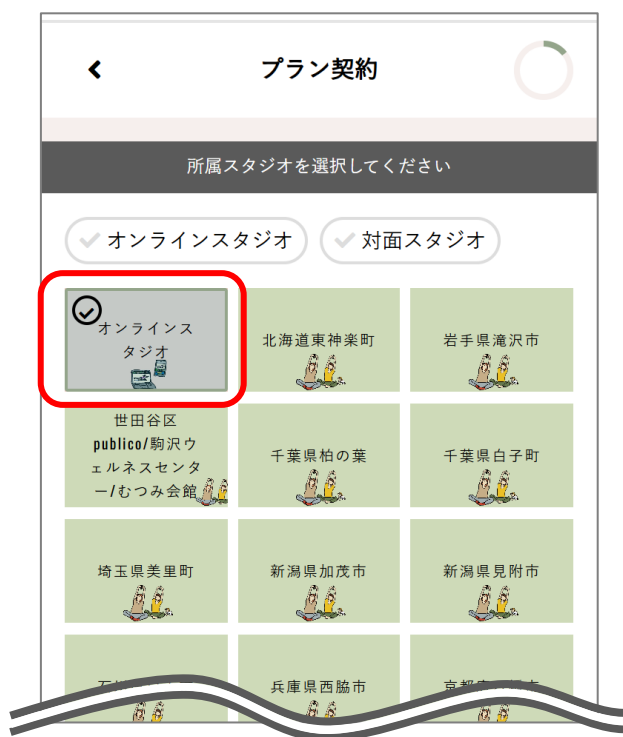 プラン契約
所属スタジオを選択してください
オンラインスタジオ
対面スタジオ
オンラインス
タジオ
北海道東神楽町
岩手県滝沢市
世田谷区
publico/駒沢ウ
ェルネスセンタ
ー/むつみ会館
千葉県柏の葉
千葉県白子町
埼玉県美里町
新潟県加茂市
新潟県見附市
兵庫県西脇市